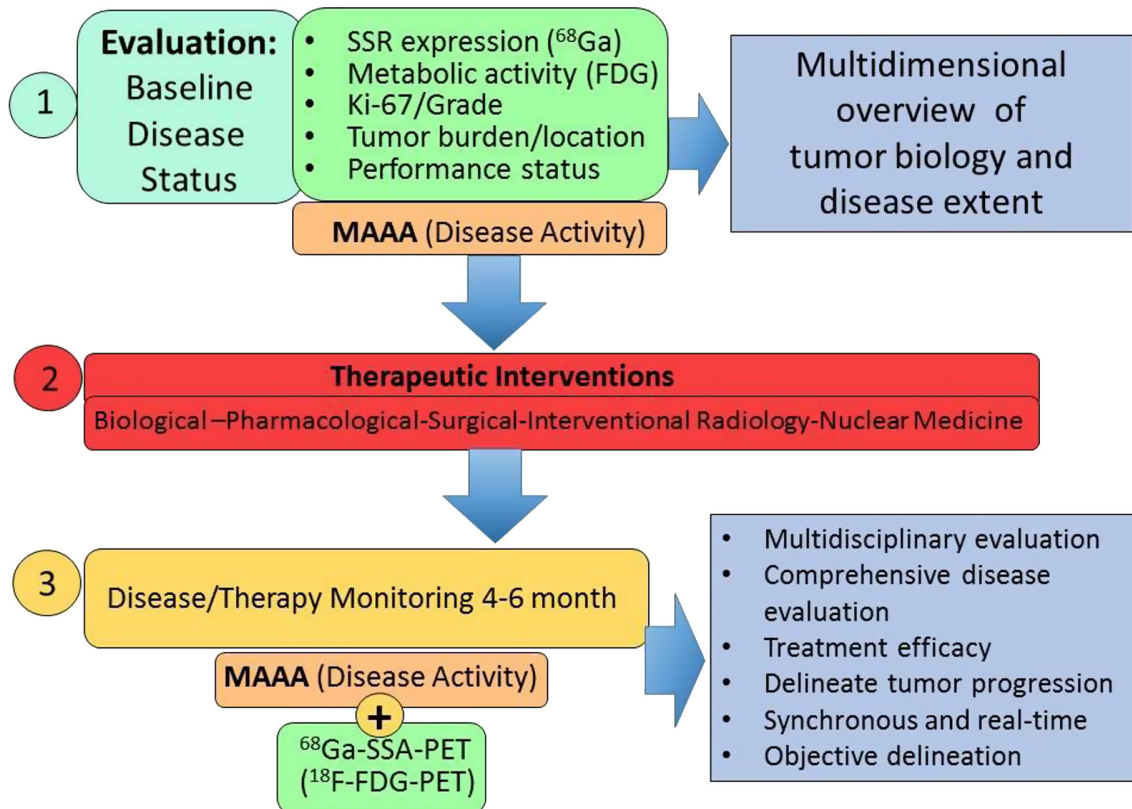 1
Evaluation:
Baseline
Disease
Status
• SSR expression (⁶⁸Ga)
• Metabolic activity (FDG)
• Ki-67/Grade
• Tumor burden/location
• Performance status
MAAA (Disease Activity)
Multidimensional
overview of
tumor biology and
disease extent
2
Therapeutic Interventions
Biological–Pharmacological-Surgical-Interventional Radiology-Nuclear Medicine
3
Disease/Therapy Monitoring 4-6 month
MAAA (Disease Activity)
+
⁶⁸Ga-SSA-PET
(¹⁸F-FDG-PET)
• Multidisciplinary evaluation
• Comprehensive disease
evaluation
• Treatment efficacy
• Delineate tumor progression
• Synchronous and real-time
• Objective delineation